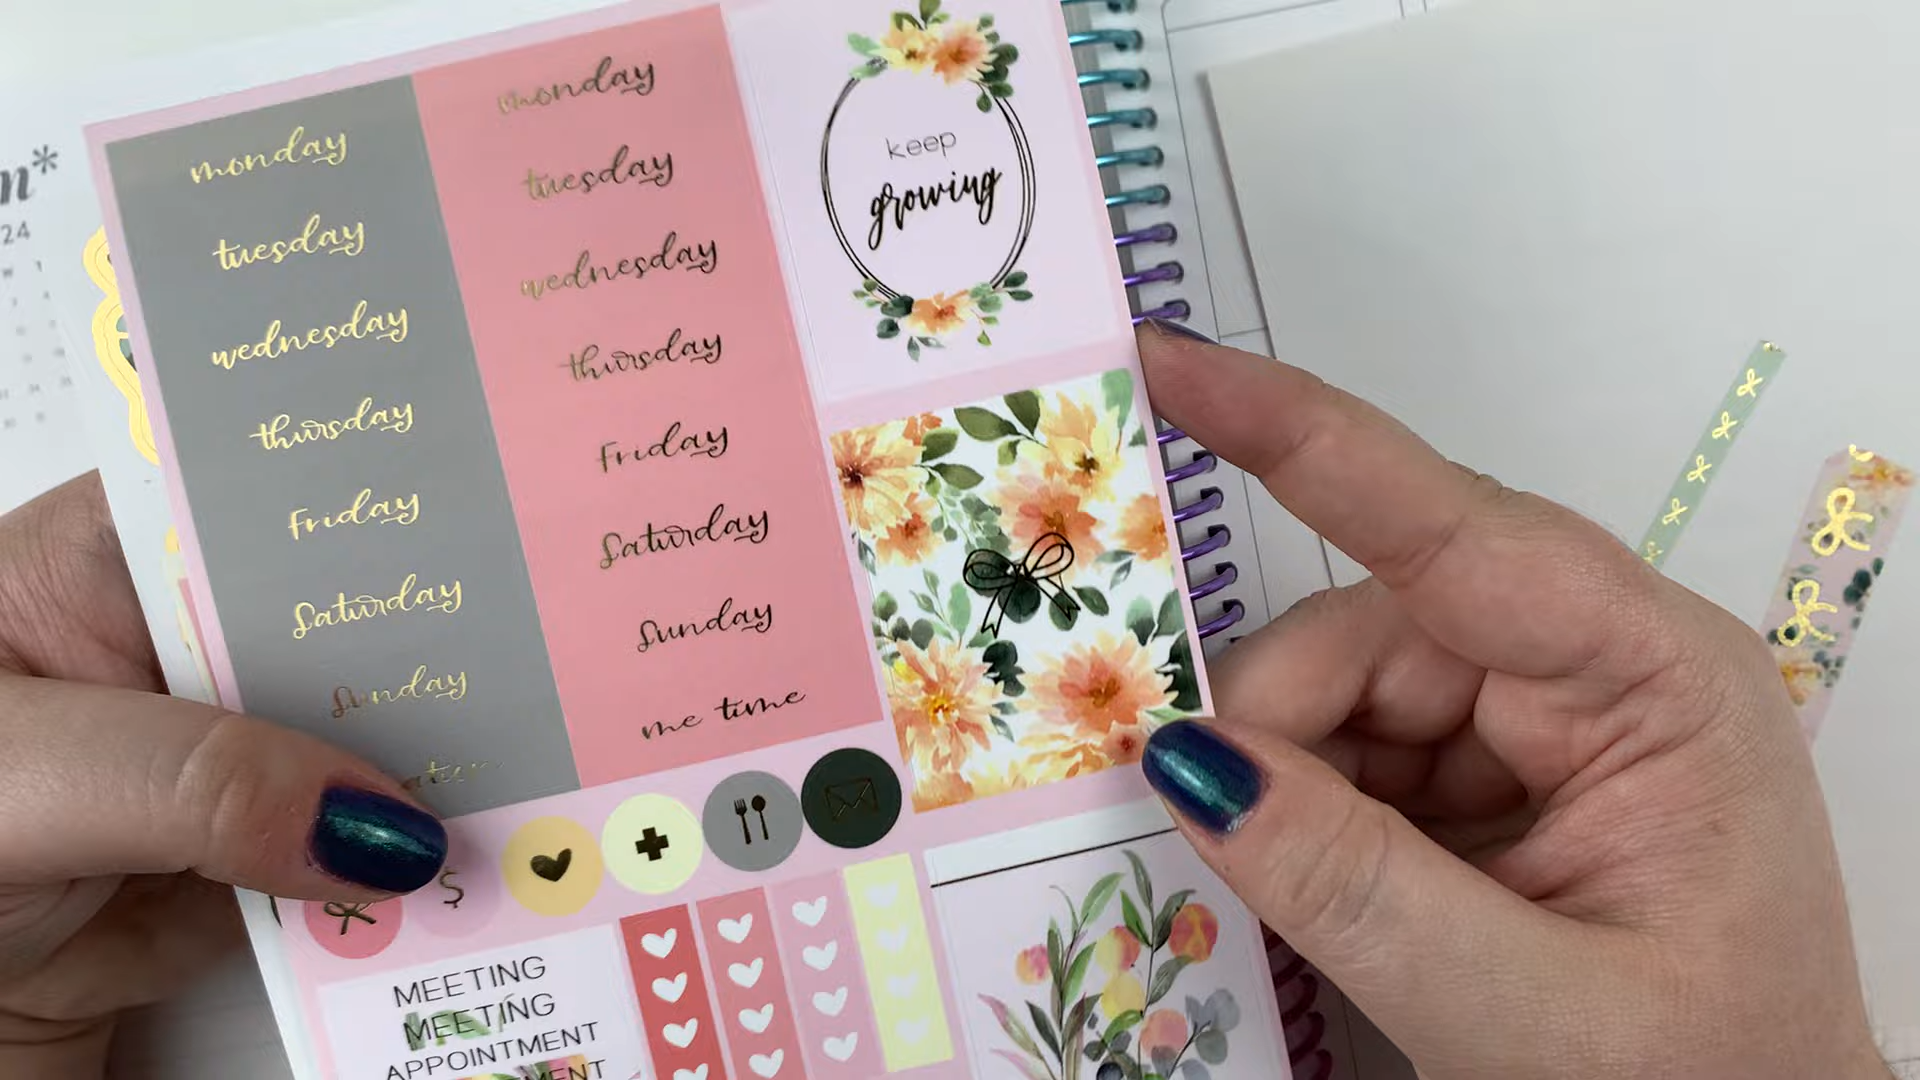 24
monday
tuesday
wednesday
thursday
Friday
Saturday
Sunday
monday
tuesday
wednesday
thursday
Friday
Saturday
Sunday
me time
keep
growing
$
MEETING
MEETING
APPOINTMENT